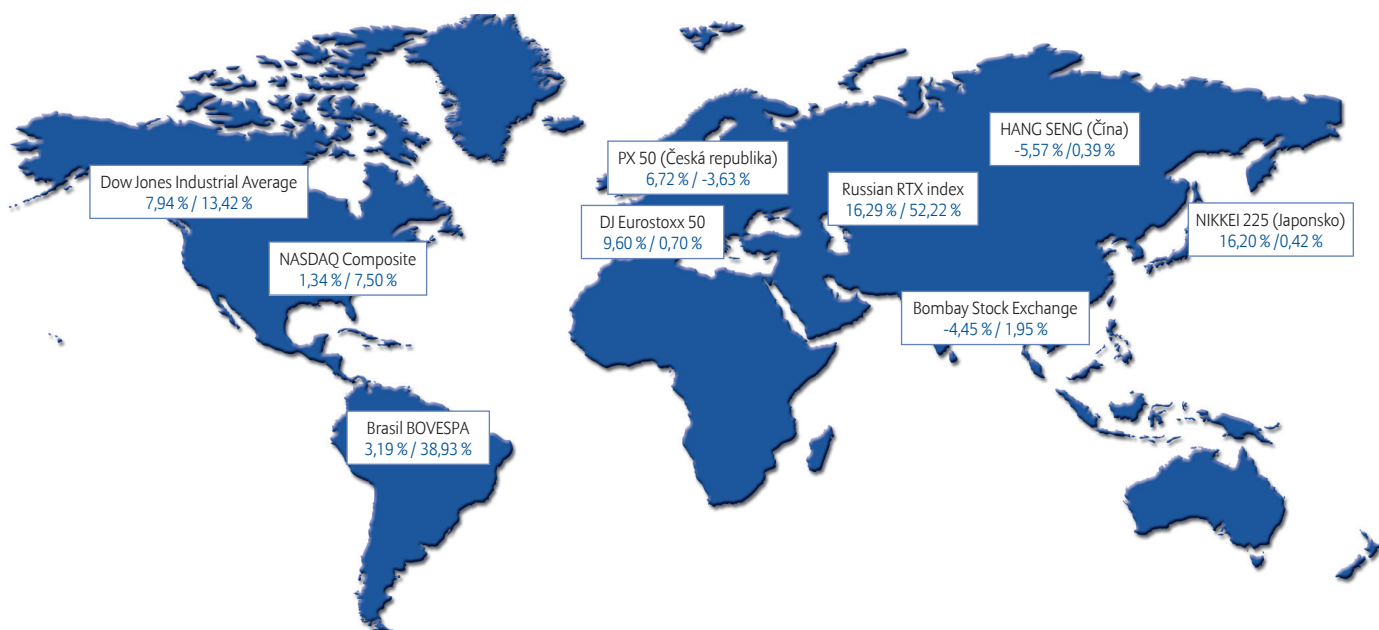 HANG SENG (Čína)
-5,57 % /0,39 %
PX 50 (Česká republika)
6,72 % / -3,63 %
Dow Jones Industrial Average
7,94 % / 13,42 %
Russian RTX index
16,29 % / 52,22 %
DJ Eurostoxx 50
9,60 % / 0,70 %
NIKKEI 225 (Japonsko)
16,20 % /0,42 %
NASDAQ Composite
1,34 % / 7,50 %
Bombay Stock Exchange
-4,45 % / 1,95 %
Brasil BOVESPA
3,19 % / 38,93 %